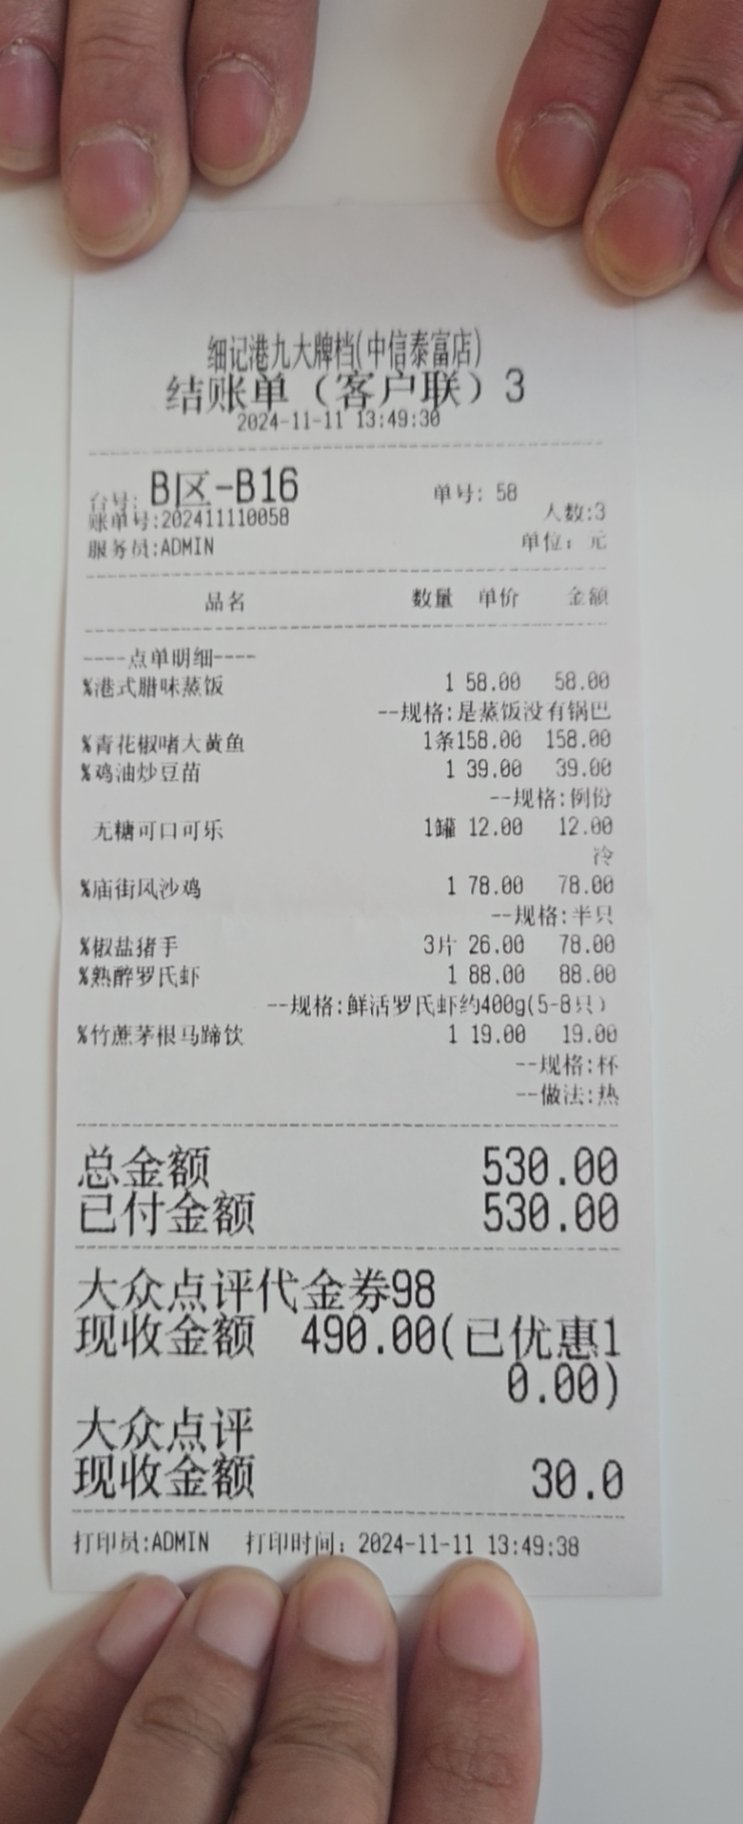 细记港九大牌档(中信泰富店)
结账单（客户联）3
2024-11-11 13:49:30
台号: B区-B16 单号: 58
账单号:202411110058 人数:3
服务员:ADMIN 单位: 元
品名 数量 单价 金额
----点单明细----
%港式腊味蒸饭 1 58.00 58.00
--规格:是蒸饭没有锅巴
%青花椒啫大黄鱼 1条158.00 158.00
%鸡油炒豆苗 1 39.00 39.00
--规格:例份
无糖可口可乐 1罐 12.00 12.00
冷
%庙街风沙鸡 1 78.00 78.00
--规格:半只
%椒盐猪手 3片 26.00 78.00
%熟醉罗氏虾 1 88.00 88.00
--规格:鲜活罗氏虾约400g(5-8只）
%竹蔗茅根马蹄饮 1 19.00 19.00
--规格:杯
--做法:热
总金额 530.00
已付金额 530.00
大众点评代金券98
现收金额 490.00(已优惠1
0.00)
大众点评
现收金额 30.0
打印员:ADMIN 打印时间: 2024-11-11 13:49:38